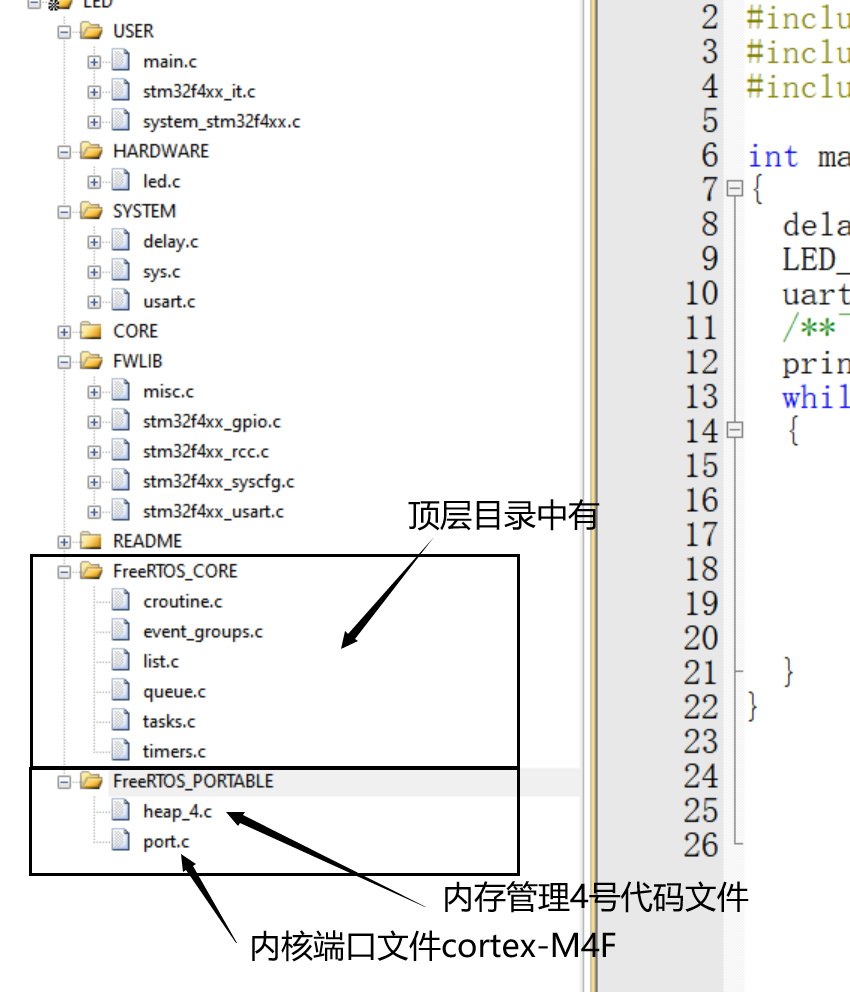 LED
USER
main.c
stm32f4xx_it.c
system_stm32f4xx.c
HARDWARE
led.c
SYSTEM
delay.c
sys.c
usart.c
CORE
FWLIB
misc.c
stm32f4xx_gpio.c
stm32f4xx_rcc.c
stm32f4xx_syscfg.c
stm32f4xx_usart.c
README
FreeRTOS_CORE
croutine.c
event_groups.c
list.c
queue.c
tasks.c
timers.c
FreeRTOS_PORTABLE
heap_4.c
port.c
顶层目录中有
内存管理4号代码文件
内核端口文件cortex-M4F
2 #inclu
3 #inclu
4 #inclu
5
6 int ma
7 {
8 dela
9 LED_
10 uart
11 /**
12 prin
13 whil
14 {
15
16
17
18
19
20
21 }
22 }
23
24
25
26